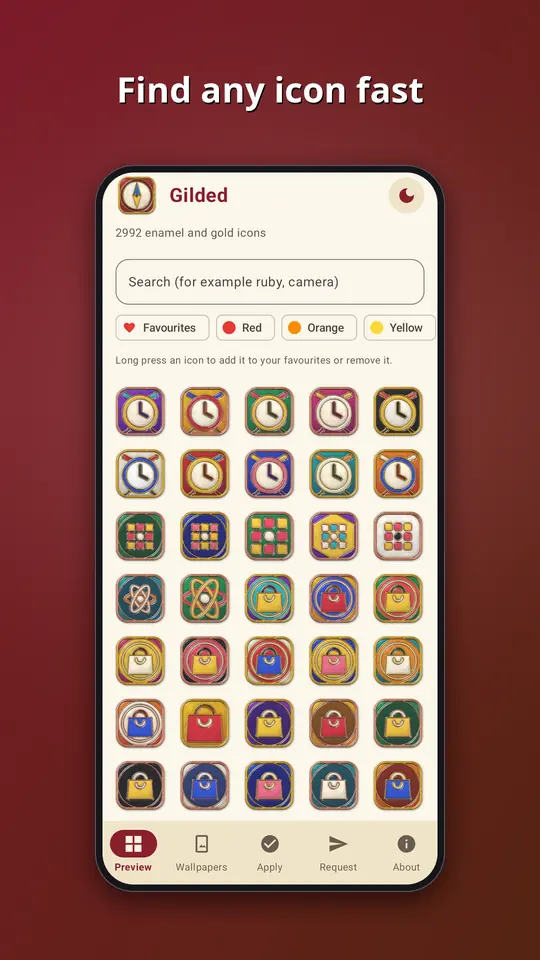 Find any icon fast
Gilded
2992 enamel and gold icons
Search (for example ruby, camera)
Favourites
Red
Orange
Yellow
Long press an icon to add it to your favourites or remove it.
Preview
Wallpapers
Apply
Request
About